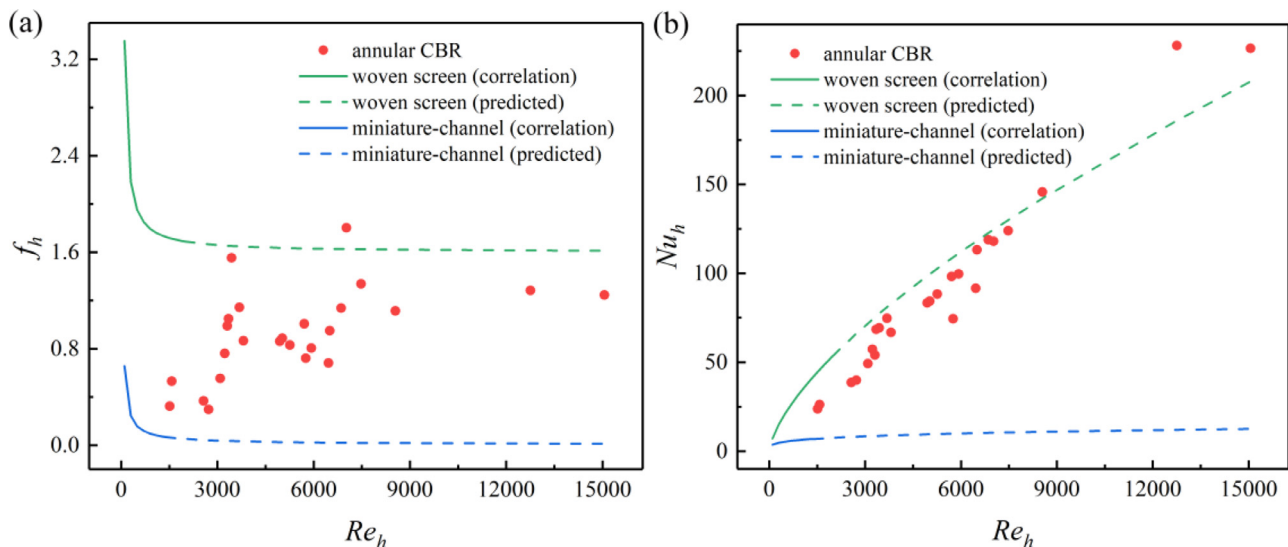 (a)
3.2
2.4
1.6
0.8
0.0
f_h
annular CBR
woven screen (correlation)
woven screen (predicted)
miniature-channel (correlation)
miniature-channel (predicted)
0 3000 6000 9000 12000 15000
Re_h
(b)
200
150
100
50
0
Nu_h
annular CBR
woven screen (correlation)
woven screen (predicted)
miniature-channel (correlation)
miniature-channel (predicted)
0 3000 6000 9000 12000 15000
Re_h